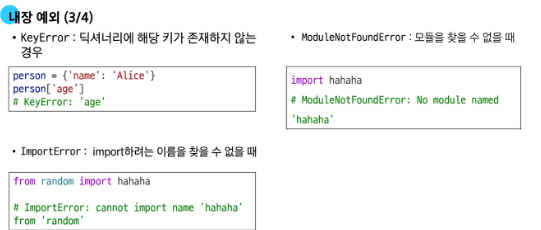 내장 예외 (3/4)
• KeyError : 딕셔너리에 해당 키가 존재하지 않는
경우
person = {'name': 'Alice'}
person['age']
# KeyError: 'age'
• ImportError : import하려는 이름을 찾을 수 없을 때
from random import hahaha
# ImportError: cannot import name 'hahaha'
from 'random'
• ModuleNotFoundError : 모듈을 찾을 수 없을 때
import hahaha
# ModuleNotFoundError: No module named
'hahaha'